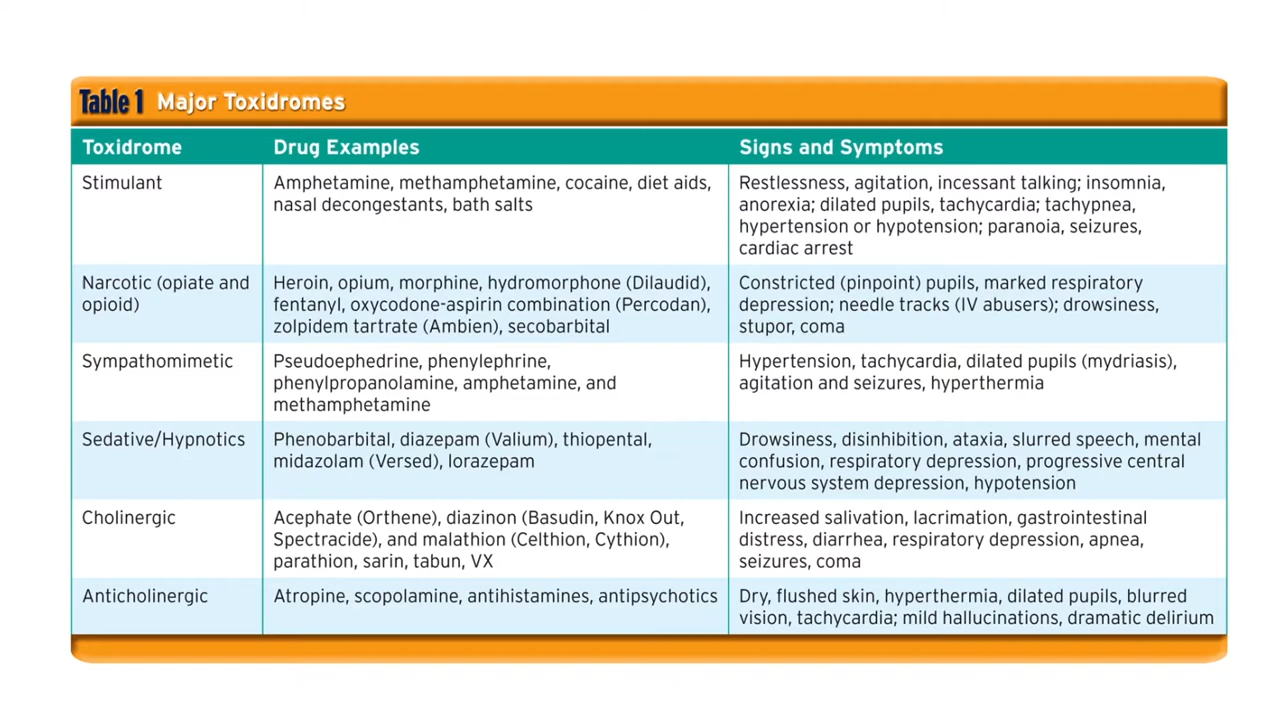 Table 1 Major Toxidromes
Toxidrome Drug Examples Signs and Symptoms
Stimulant
Amphetamine, methamphetamine, cocaine, diet aids,
nasal decongestants, bath salts
Restlessness, agitation, incessant talking; insomnia,
anorexia; dilated pupils, tachycardia; tachypnea,
hypertension or hypotension; paranoia, seizures,
cardiac arrest
Narcotic (opiate and
opioid)
Heroin, opium, morphine, hydromorphone (Dilaudid),
fentanyl, oxycodone-aspirin combination (Percodan),
zolpidem tartrate (Ambien), secobarbital
Constricted (pinpoint) pupils, marked respiratory
depression; needle tracks (IV abusers); drowsiness,
stupor, coma
Sympathomimetic
Pseudoephedrine, phenylephrine,
phenylpropanolamine, amphetamine, and
methamphetamine
Hypertension, tachycardia, dilated pupils (mydriasis),
agitation and seizures, hyperthermia
Sedative/Hypnotics
Phenobarbital, diazepam (Valium), thiopental,
midazolam (Versed), lorazepam
Drowsiness, disinhibition, ataxia, slurred speech, mental
confusion, respiratory depression, progressive central
nervous system depression, hypotension
Cholinergic
Acephate (Orthene), diazinon (Basudin, Knox Out,
Spectracide), and malathion (Celthion, Cythion),
parathion, sarin, tabun, VX
Increased salivation, lacrimation, gastrointestinal
distress, diarrhea, respiratory depression, apnea,
seizures, coma
Anticholinergic
Atropine, scopolamine, antihistamines, antipsychotics
Dry, flushed skin, hyperthermia, dilated pupils, blurred
vision, tachycardia; mild hallucinations, dramatic delirium